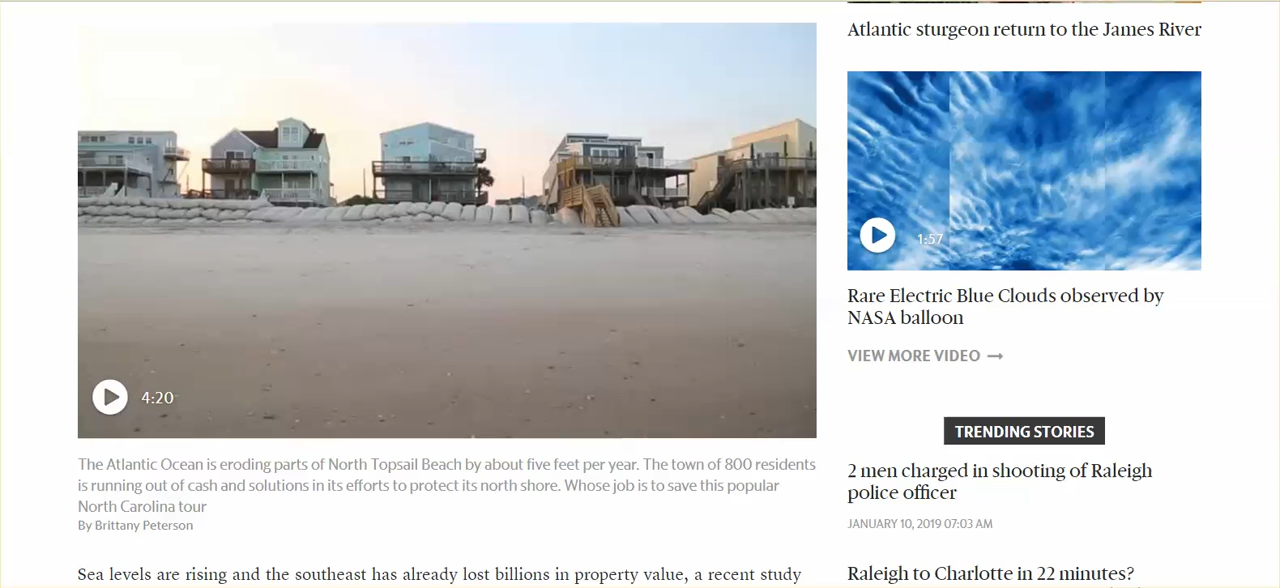 Atlantic sturgeon return to the James River
1:57
Rare Electric Blue Clouds observed by
NASA balloon
VIEW MORE VIDEO →
4:20
The Atlantic Ocean is eroding parts of North Topsail Beach by about five feet per year. The town of 800 residents
is running out of cash and solutions in its efforts to protect its north shore. Whose job is to save this popular
North Carolina tour
By Brittany Peterson
Sea levels are rising and the southeast has already lost billions in property value, a recent study
TRENDING STORIES
2 men charged in shooting of Raleigh
police officer
JANUARY 10, 2019 07:03 AM
Raleigh to Charlotte in 22 minutes?